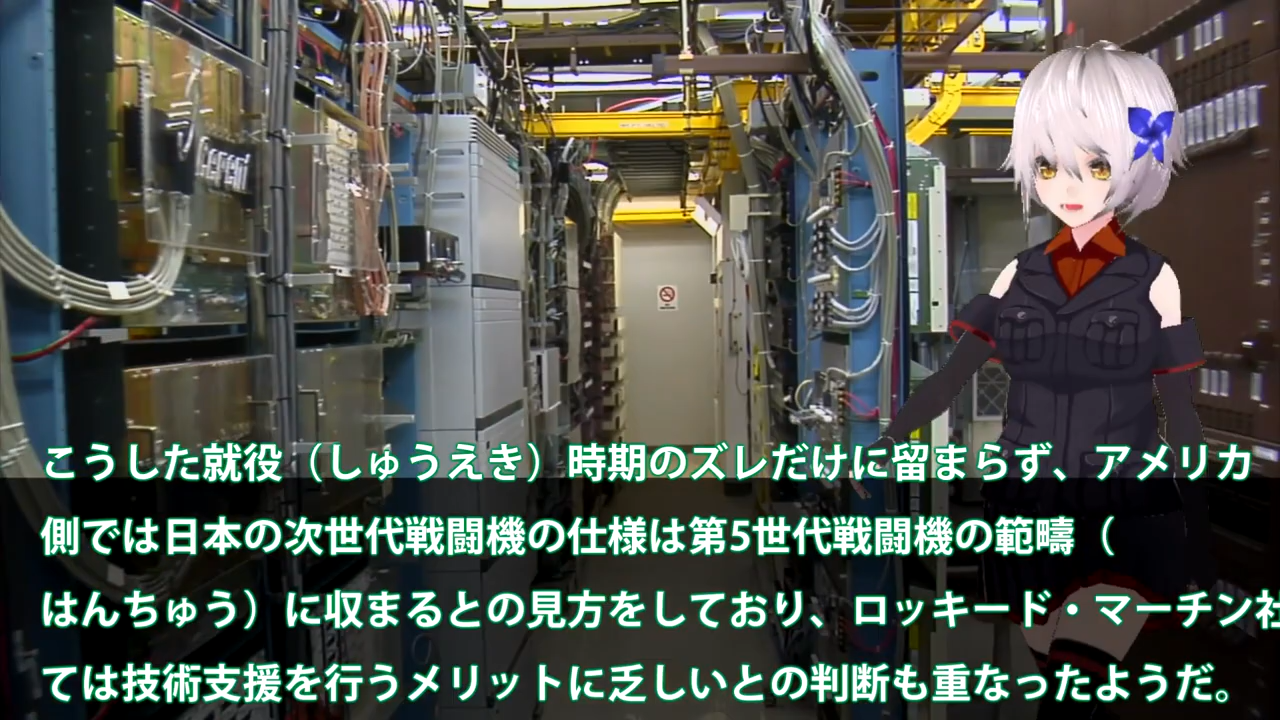 こうした就役（しゅうえき）時期のズレだけに留まらず、アメリカ
側では日本の次世代戦闘機の仕様は第5世代戦闘機の範疇（
はんちゅう）に収まるとの見方をしており、ロッキード・マーチン社
ては技術支援を行うメリットに乏しいとの判断も重なったようだ。